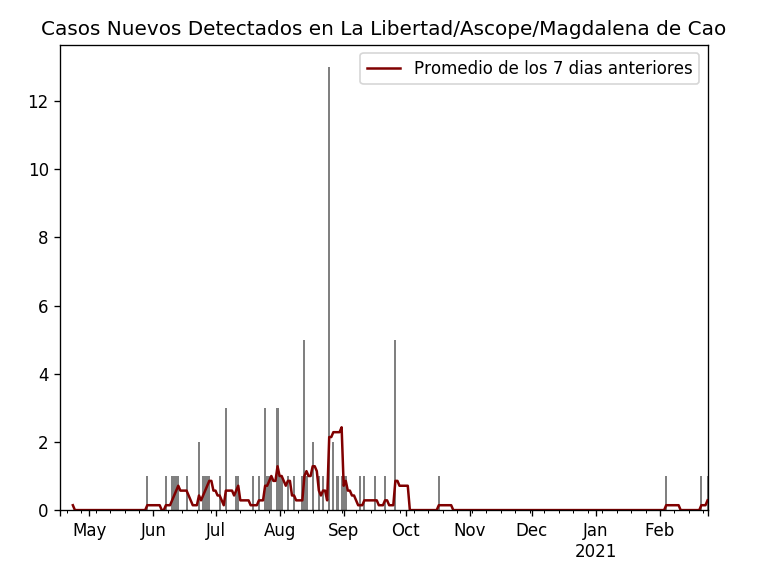 Casos Nuevos Detectados en La Libertad/Ascope/Magdalena de Cao
Promedio de los 7 dias anteriores
12
10
8
6
4
2
0
May Jun Jul Aug Sep Oct Nov Dec Jan Feb
2021